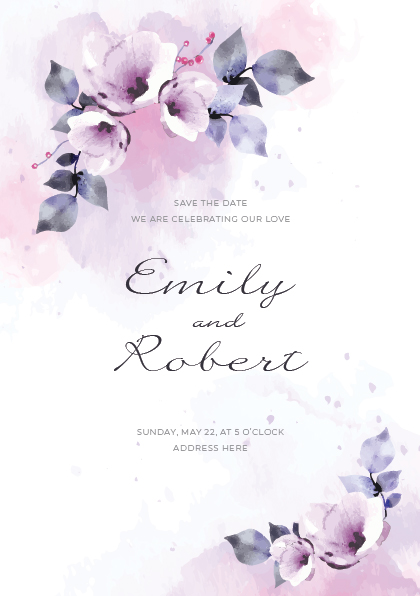 SAVE THE DATE
WE ARE CELEBRATING OUR LOVE
Emily
and
Robert
SUNDAY, MAY 22, AT 5 O'CLOCK
ADDRESS HERE